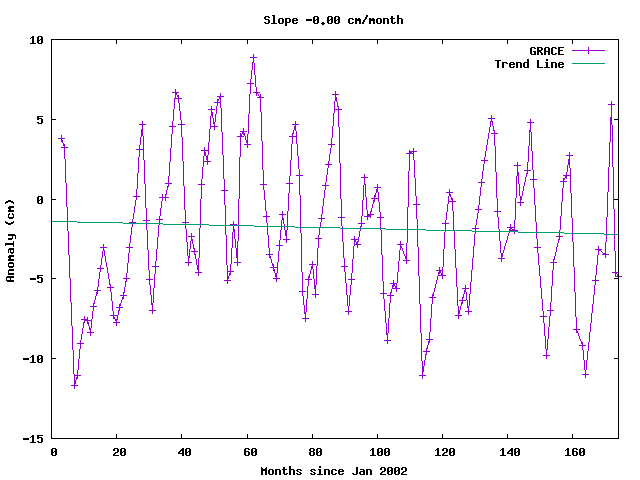 Slope -0.00 cm/month
GRACE
Trend Line
10
5
0
-5
-10
-15
Anomaly (cm)
0 20 40 60 80 100 120 140 160
Months since Jan 2002